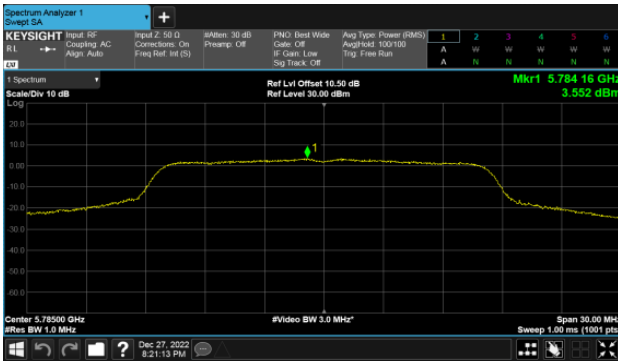 Spectrum Analyzer 1
Swept SA
KEYSIGHT Input: RF Input Z: 50 Ω #Atten: 30 dB PNO: Best Wide Avg Type: Power (RMS) 1 2 3 4 5 6
RL Coupling: AC Corrections: On Preamp: Off Gate: Off Avg|Hold: 100/100 A W W W W W
Align: Auto Freq Ref: Int (S) IF Gain: Low Trig: Free Run
LXI Sig Track: Off A N N N N N
1 Spectrum Ref Lvl Offset 10.50 dB Mkr1 5.784 16 GHz
Scale/Div 10 dB Ref Level 30.00 dBm 3.552 dBm
Log
20.0
10.0
1
0.00
-10.0
-20.0
-30.0
-40.0
-50.0
-60.0
Center 5.78500 GHz #Video BW 3.0 MHz* Span 30.00 MHz
#Res BW 1.0 MHz Sweep 1.00 ms (1001 pts)
? Dec 27, 2022
8:21:13 PM